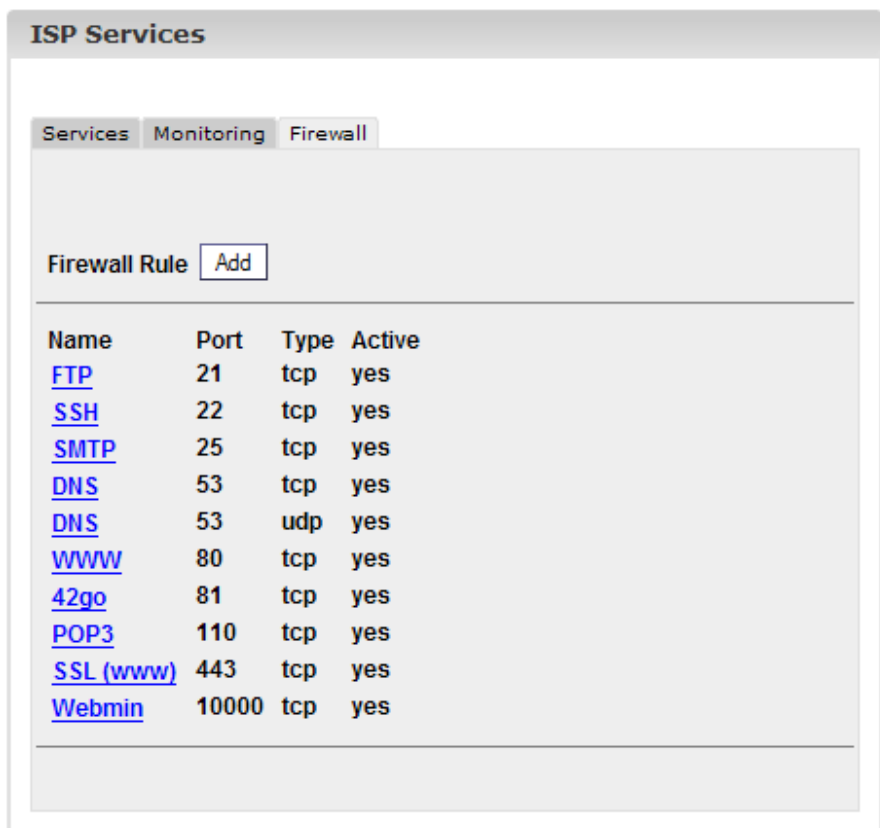 ISP Services
Services Monitoring Firewall
Firewall Rule Add
Name Port Type Active
FTP 21 tcp yes
SSH 22 tcp yes
SMTP 25 tcp yes
DNS 53 tcp yes
DNS 53 udp yes
WWW 80 tcp yes
42go 81 tcp yes
POP3 110 tcp yes
SSL (www) 443 tcp yes
Webmin 10000 tcp yes